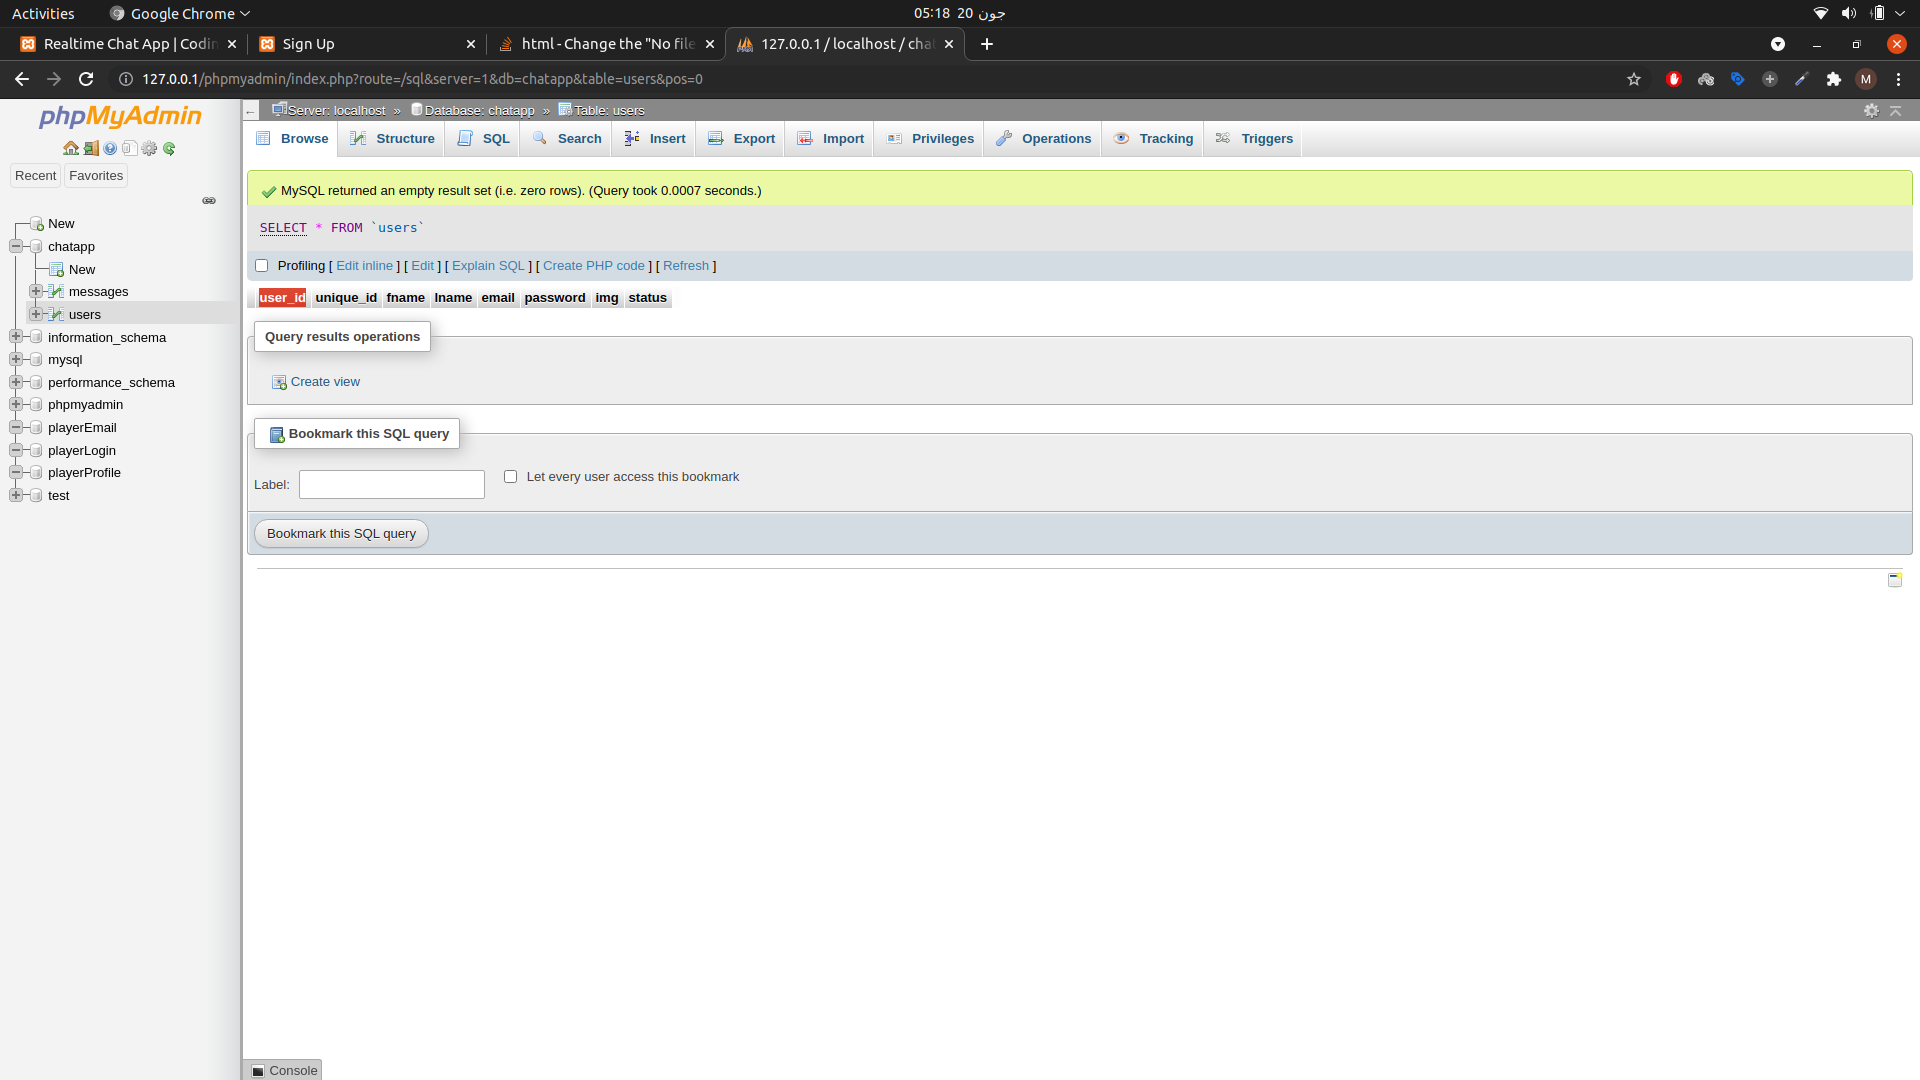 Activities
Google Chrome
05:18 20 جون
Realtime Chat App | Codin
Sign Up
html - Change the "No file
127.0.0.1 / localhost / chat
127.0.0.1/phpmyadmin/index.php?route=/sql&server=1&db=chatapp&table=users&pos=0
M
phpMyAdmin
Recent
Favorites
New
chatapp
New
messages
users
information_schema
mysql
performance_schema
phpmyadmin
playerEmail
playerLogin
playerProfile
test
Server: localhost » Database: chatapp » Table: users
Browse
Structure
SQL
Search
Insert
Export
Import
Privileges
Operations
Tracking
Triggers
MySQL returned an empty result set (i.e. zero rows). (Query took 0.0007 seconds.)
SELECT * FROM `users`
Profiling [ Edit inline ] [ Edit ] [ Explain SQL ] [ Create PHP code ] [ Refresh ]
user_id unique_id fname lname email password img status
Query results operations
Create view
Bookmark this SQL query
Label:
Let every user access this bookmark
Bookmark this SQL query
Console